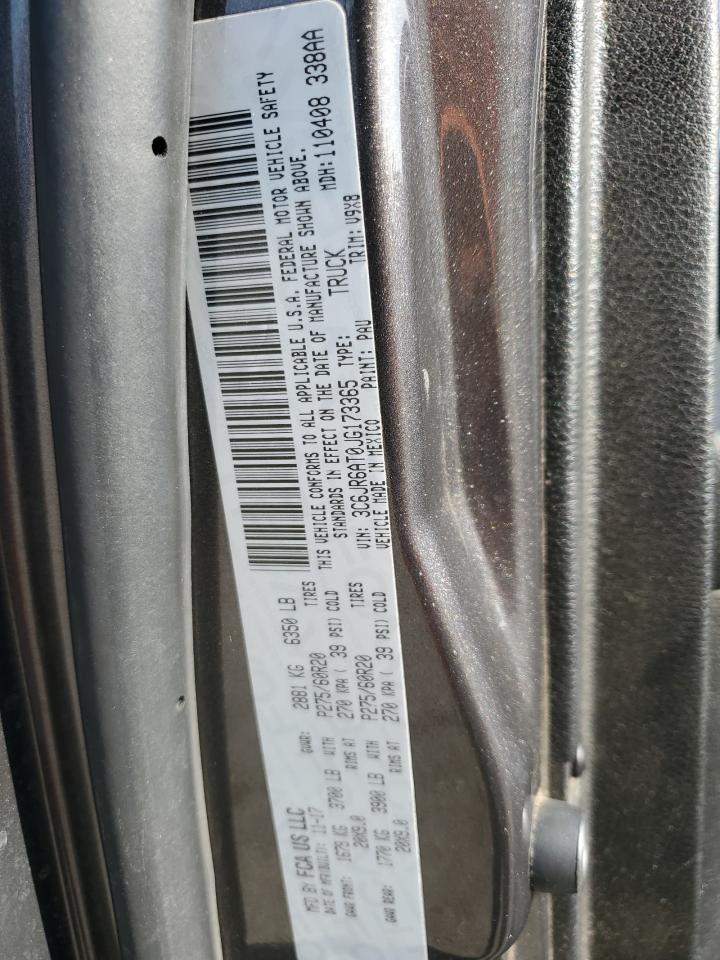 MFD BY: FCA US LLC
DATE OF MFR(BUILT): 11-17 GVWR: 2881 KG 6350 LB
GAWR FRONT: 1679 KG 3700 LB WITH P275/60R20 TIRES
20X9.0 RIMS AT 270 KPA ( 39 PSI) COLD
GAWR REAR: 1770 KG 3900 LB WITH P275/60R20 TIRES
20X9.0 RIMS AT 270 KPA ( 39 PSI) COLD
THIS VEHICLE CONFORMS TO ALL APPLICABLE U.S.A. FEDERAL MOTOR VEHICLE SAFETY
STANDARDS IN EFFECT ON THE DATE OF MANUFACTURE SHOWN ABOVE.
VIN: 3C6JR6AT0JG173365 TYPE: TRUCK MDH: 110408 338AA
VEHICLE MADE IN MEXICO PAINT: PAU TRIM: V9X8